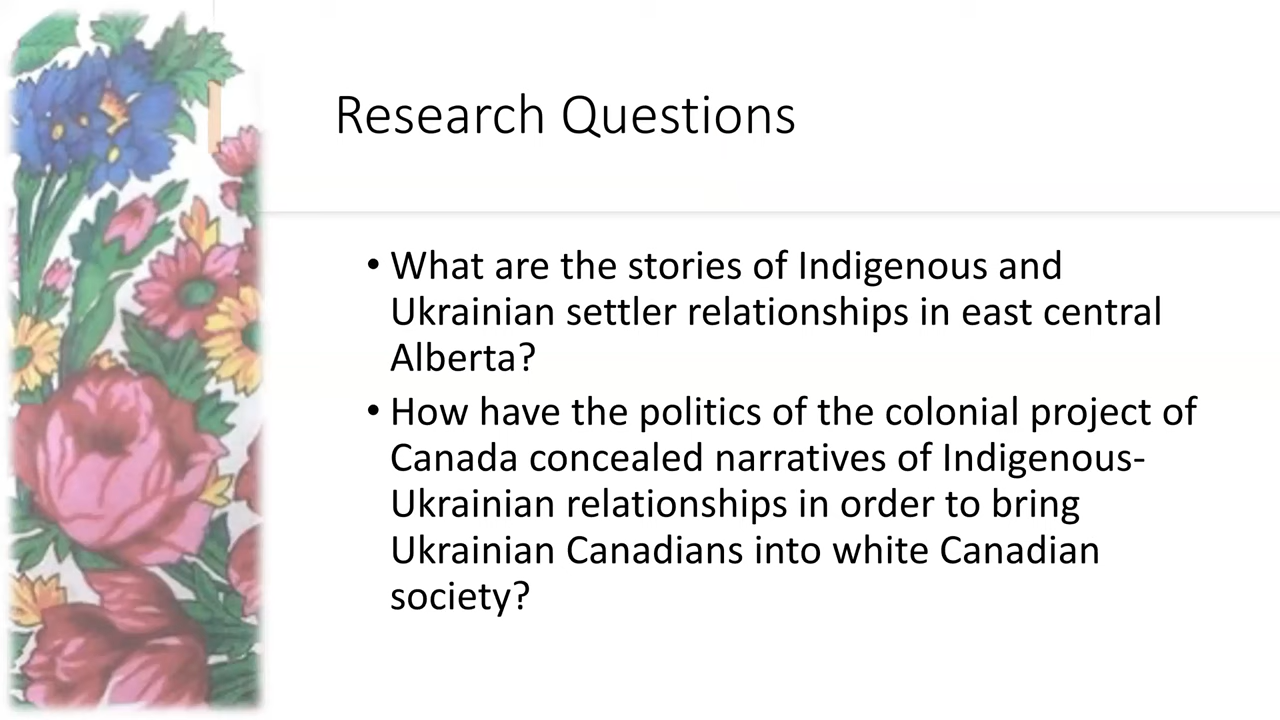 Research Questions
• What are the stories of Indigenous and
Ukrainian settler relationships in east central
Alberta?
• How have the politics of the colonial project of
Canada concealed narratives of Indigenous-
Ukrainian relationships in order to bring
Ukrainian Canadians into white Canadian
society?